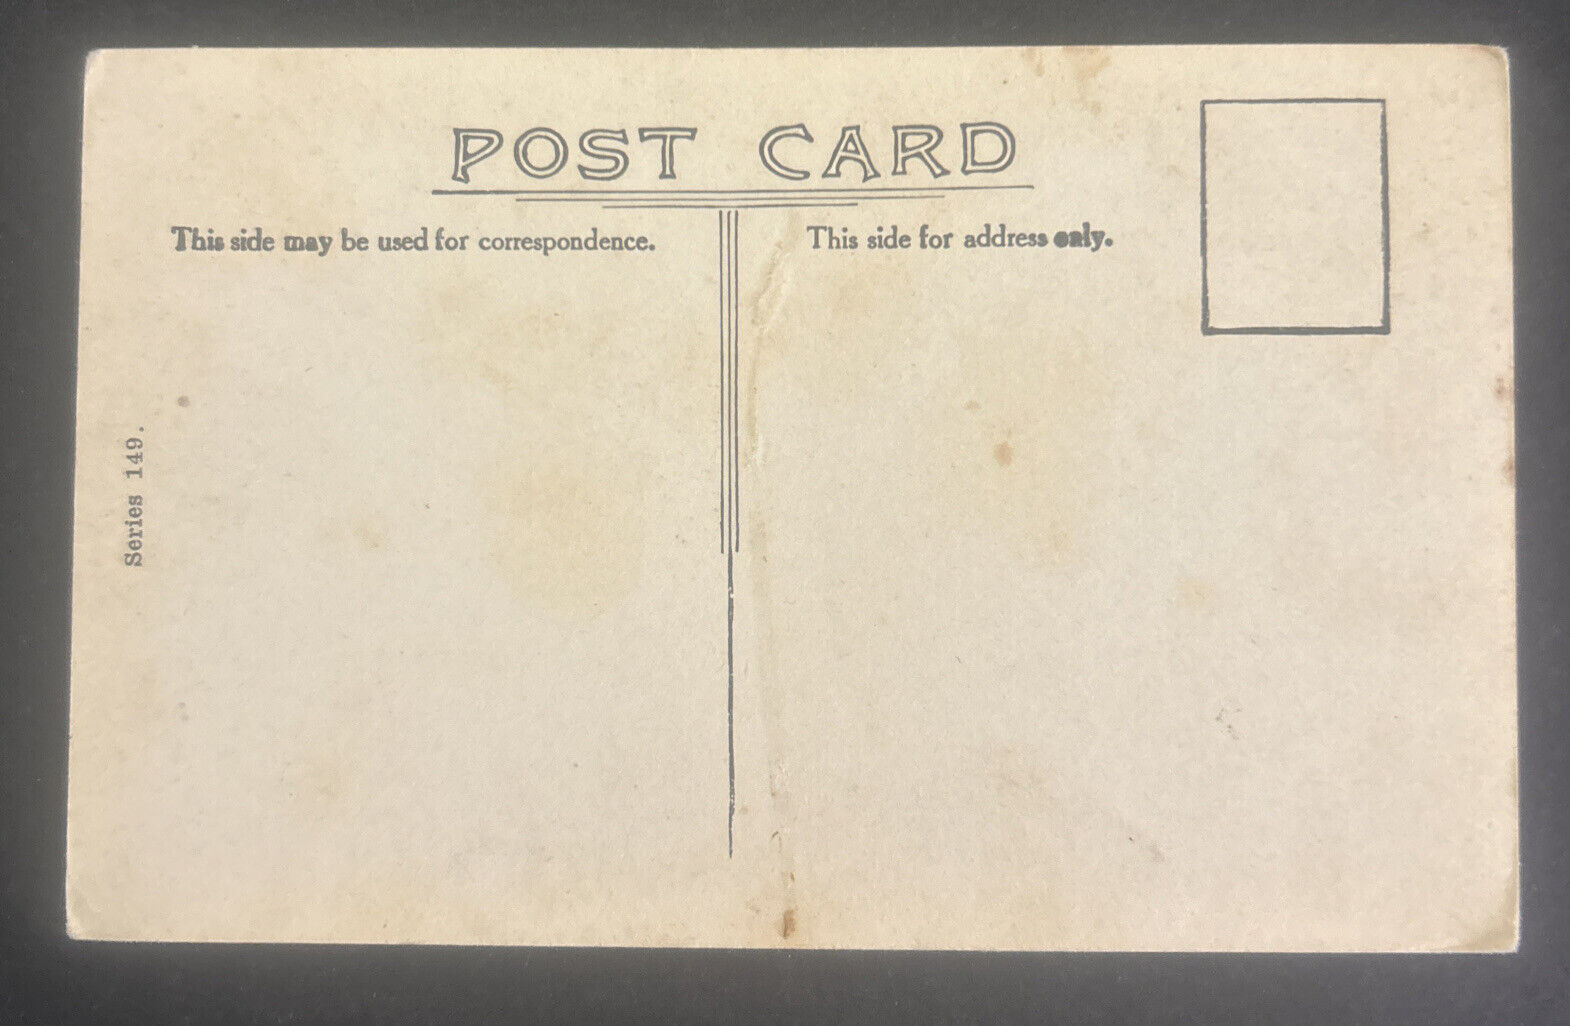 POST CARD
This side may be used for correspondence.
This side for address only.
Series 149.